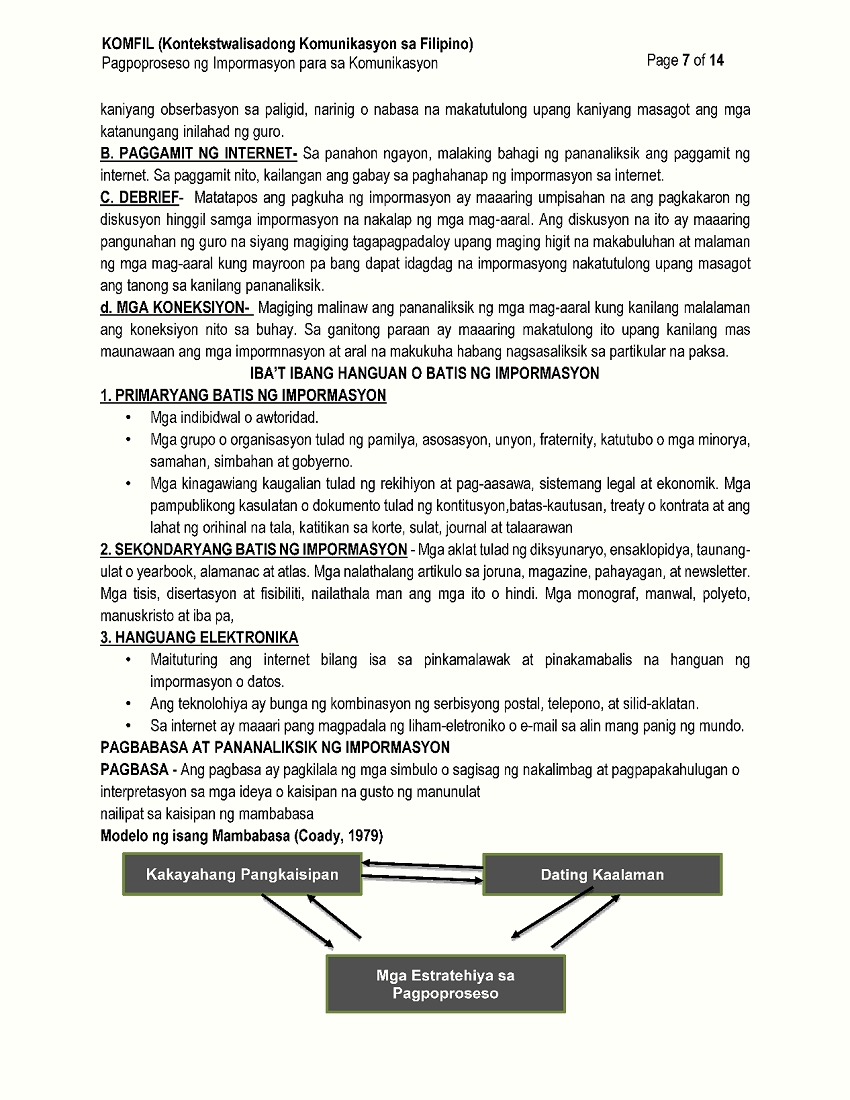 KOMFIL (Kontekstwalisadong Komunikasyon sa Filipino)
Pagpoproseso ng Impormasyon para sa Komunikasyon
Page 7 of 14
kaniyang obserbasyon sa paligid, narinig o nabasa na makatutulong upang kaniyang masagot ang mga
katanungang inilahad ng guro.
B. PAGGAMIT NG INTERNET- Sa panahon ngayon, malaking bahagi ng pananaliksik ang paggamit ng
internet. Sa paggamit nito, kailangan ang gabay sa paghahanap ng impormasyon sa internet.
C. DEBRIEF- Matatapos ang pagkuha ng impormasyon ay maaaring umpisahan na ang pagkakaron ng
diskusyon hinggil samga impormasyon na nakalap ng mga mag-aaral. Ang diskusyon na ito ay maaaring
pangunahan ng guro na siyang magiging tagapagpadaloy upang maging higit na makabuluhan at malaman
ng mga mag-aaral kung mayroon pa bang dapat idagdag na impormasyong nakatutulong upang masagot
ang tanong sa kanilang pananaliksik.
d. MGA KONEKSIYON- Magiging malinaw ang pananaliksik ng mga mag-aaral kung kanilang malalaman
ang koneksiyon nito sa buhay. Sa ganitong paraan ay maaaring makatulong ito upang kanilang mas
maunawaan ang mga impormnasyon at aral na makukuha habang nagsasaliksik sa partikular na paksa.
IBA'T IBANG HANGUAN O BATIS NG IMPORMASYON
1. PRIMARYANG BATIS NG IMPORMASYON
• Mga indibidwal o awtoridad.
• Mga grupo o organisasyon tulad ng pamilya, asosasyon, unyon, fraternity, katutubo o mga minorya,
samahan, simbahan at gobyerno.
• Mga kinagawiang kaugalian tulad ng rekihiyon at pag-aasawa, sistemang legal at ekonomik. Mga
pampublikong kasulatan o dokumento tulad ng kontitusyon,batas-kautusan, treaty o kontrata at ang
lahat ng orihinal na tala, katitikan sa korte, sulat, journal at talaarawan
2. SEKONDARYANG BATIS NG IMPORMASYON - Mga aklat tulad ng diksyunaryo, ensaklopidya, taunang-
ulat o yearbook, alamanac at atlas. Mga nalathalang artikulo sa joruna, magazine, pahayagan, at newsletter.
Mga tisis, disertasyon at fisibiliti, nailathala man ang mga ito o hindi. Mga monograf, manwal, polyeto,
manuskristo at iba pa,
3. HANGUANG ELEKTRONIKA
• Maituturing ang internet bilang isa sa pinkamalawak at pinakamabalis na hanguan ng
impormasyon o datos.
• Ang teknolohiya ay bunga ng kombinasyon ng serbisyong postal, telepono, at silid-aklatan.
• Sa internet ay maaari pang magpadala ng liham-eletroniko o e-mail sa alin mang panig ng mundo.
PAGBABASA AT PANANALIKSIK NG IMPORMASYON
PAGBASA - Ang pagbasa ay pagkilala ng mga simbulo o sagisag ng nakalimbag at pagpapakahulugan o
interpretasyon sa mga ideya o kaisipan na gusto ng manunulat
nailipat sa kaisipan ng mambabasa
Modelo ng isang Mambabasa (Coady, 1979)
Kakayahang Pangkaisipan
Dating Kaalaman
Mga Estratehiya sa
Pagpoproseso